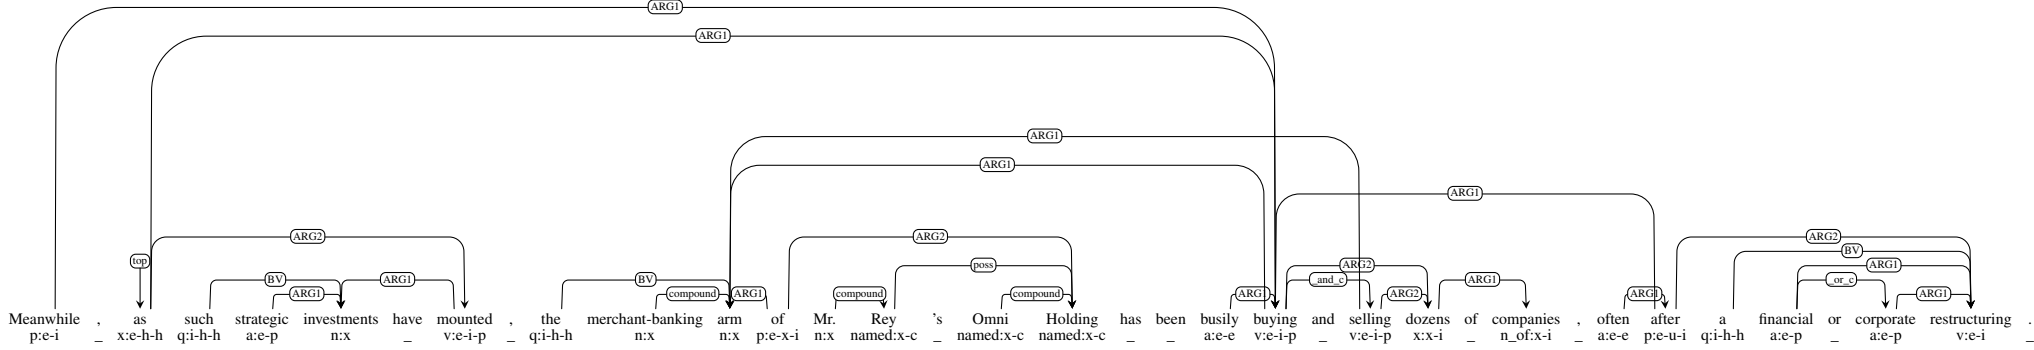 ARG1
ARG1
ARG1
ARG1
ARG1
ARG2 ARG2 ARG2
top BV
poss ARG2 ARG1
BV ARG1 BV _and_c ARG1 _or_c
ARG1 compound ARG1 compound compound ARG1 ARG2 ARG1 ARG1
Meanwhile , as such strategic investments have mounted , the merchant-banking arm of Mr. Rey 's Omni Holding has been busily buying and selling dozens of companies , often after a financial or corporate restructuring .
p:e-i _ x:e-h-h q:i-h-h a:e-p n:x _ v:e-i-p _ q:i-h-h n:x n:x p:e-x-i n:x named:x-c _ named:x-c named:x-c _ _ a:e-e v:e-i-p _ v:e-i-p x:x-i _ n_of:x-i _ a:e-e p:e-u-i q:i-h-h a:e-p _ a:e-p v:e-i _